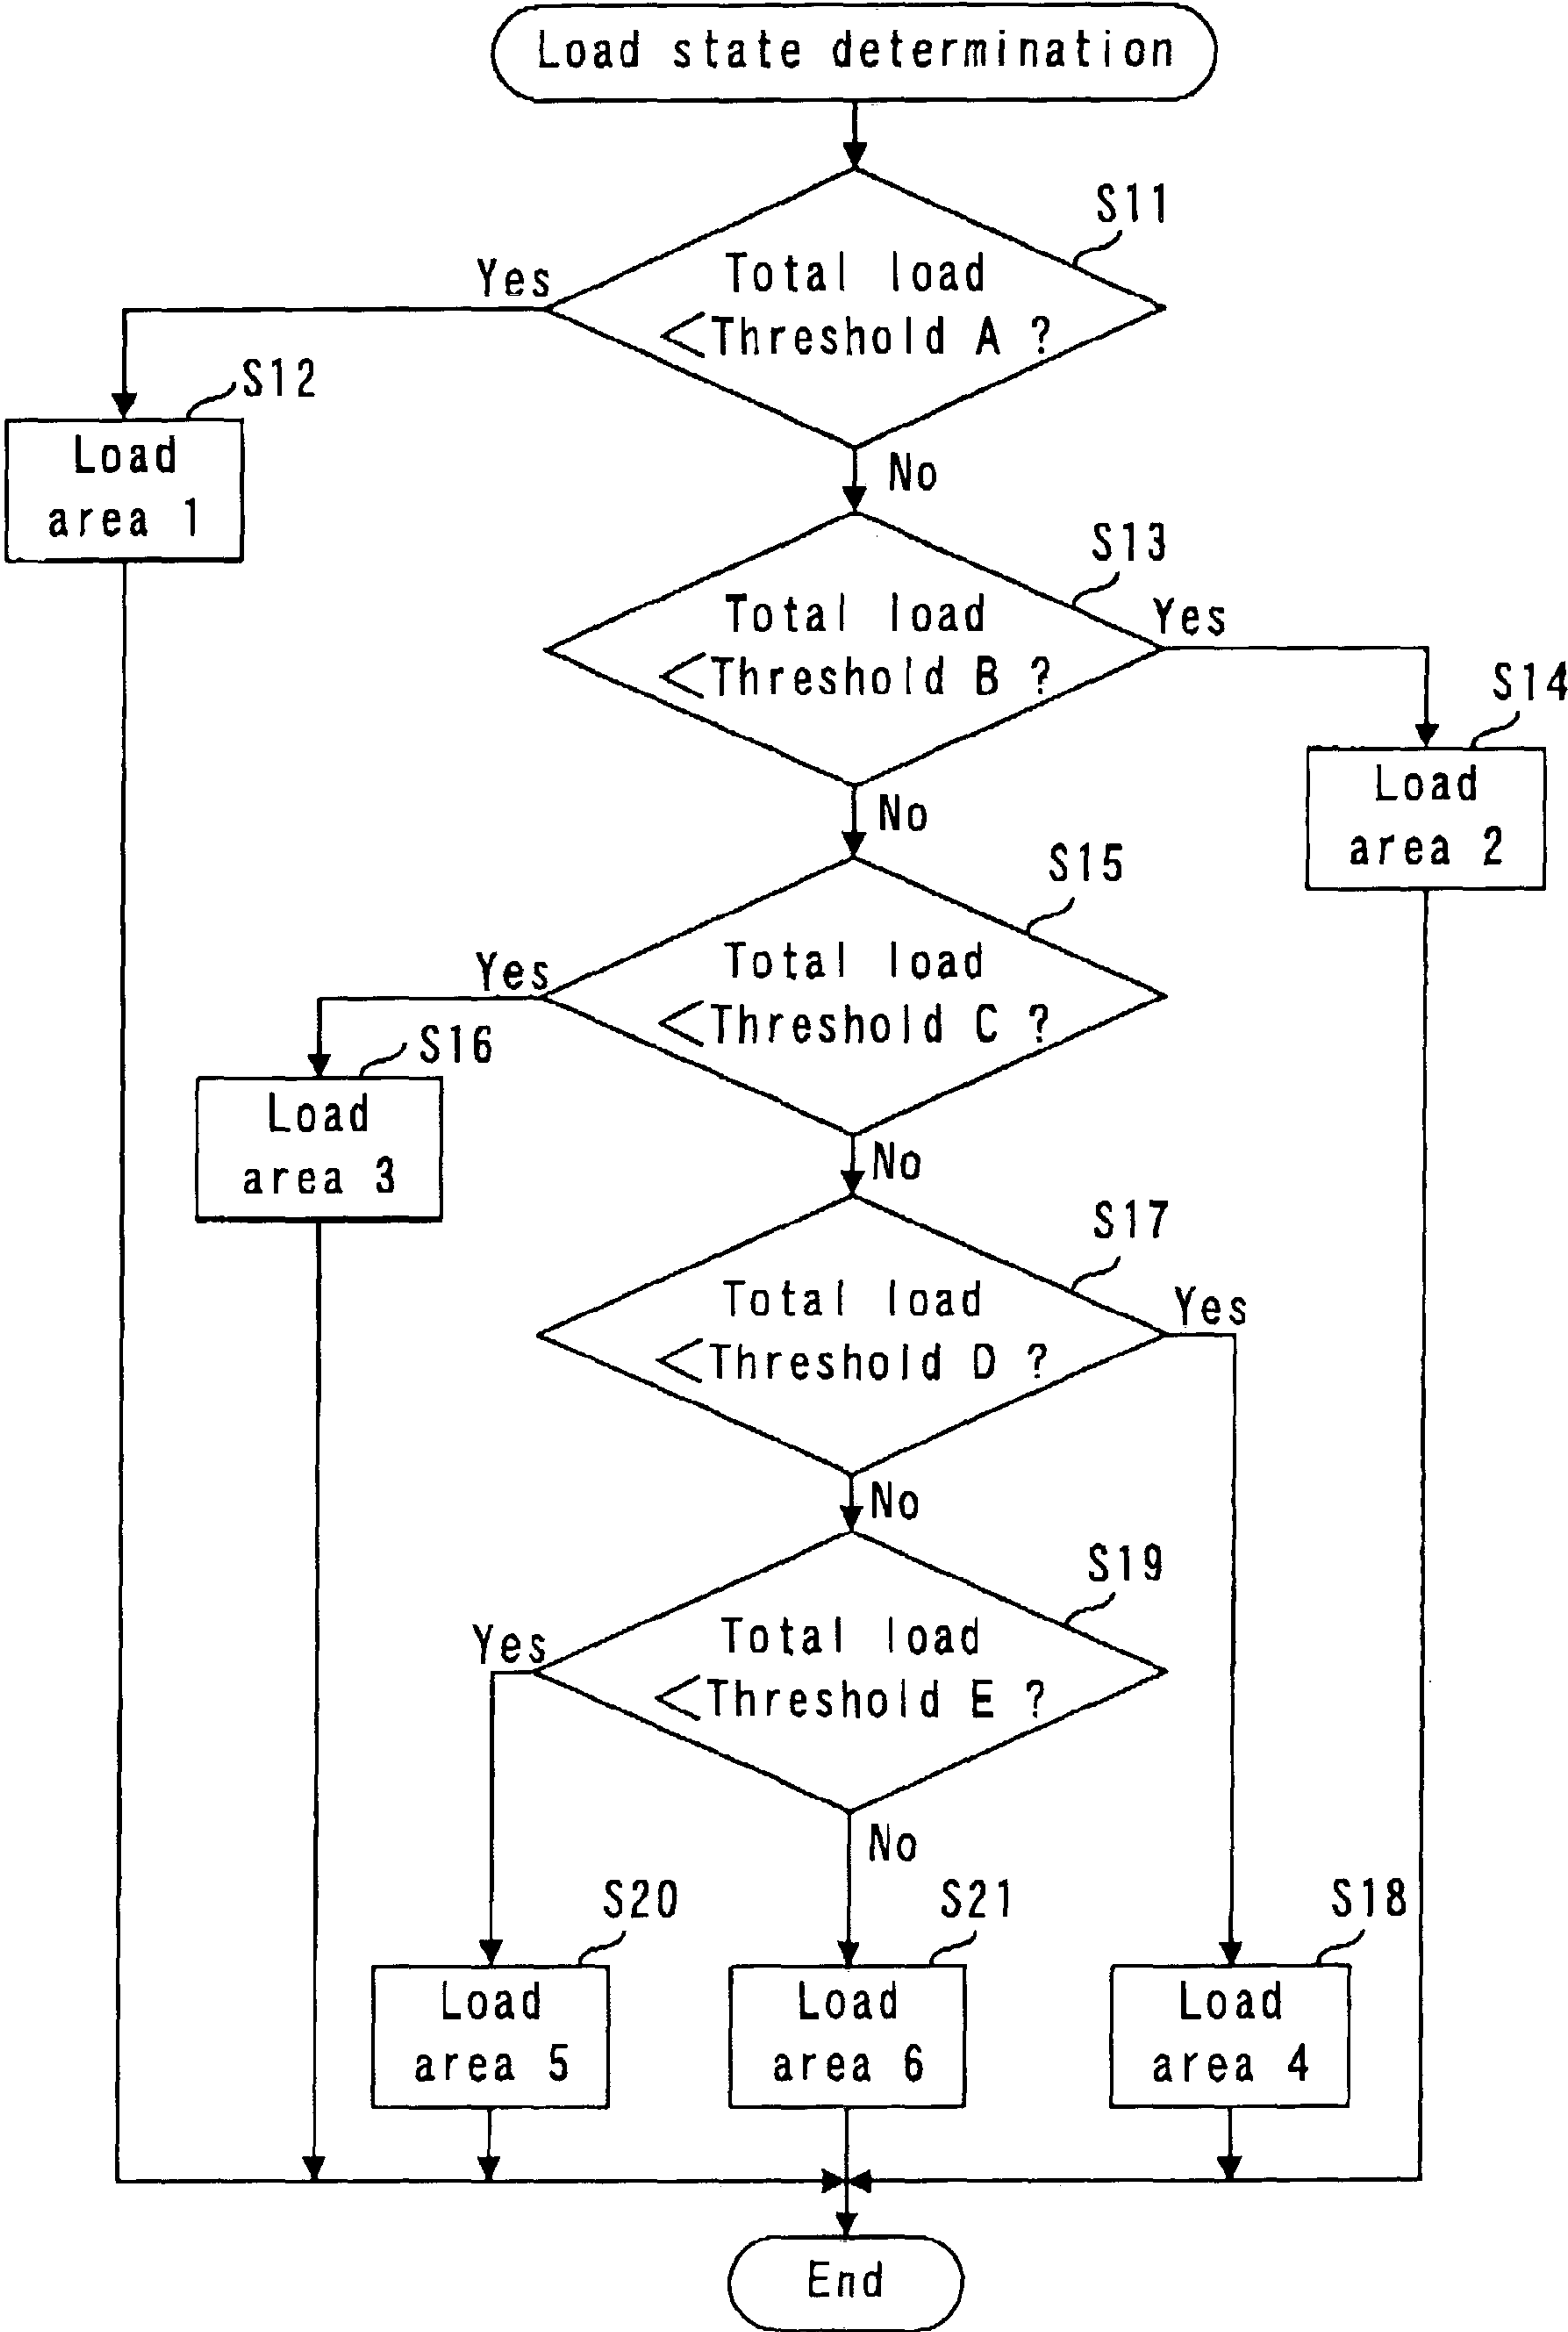 Load state determination
S11
Total load
<Threshold A ?
Yes
S12
Load
area 1
No
S13
Total load
<Threshold B ?
Yes
S14
Load
area 2
No
S15
Total load
<Threshold C ?
Yes
S16
Load
area 3
No
S17
Total load
<Threshold D ?
Yes
No
S19
Total load
<Threshold E ?
Yes
No
S20
Load
area 5
S21
Load
area 6
S18
Load
area 4
End